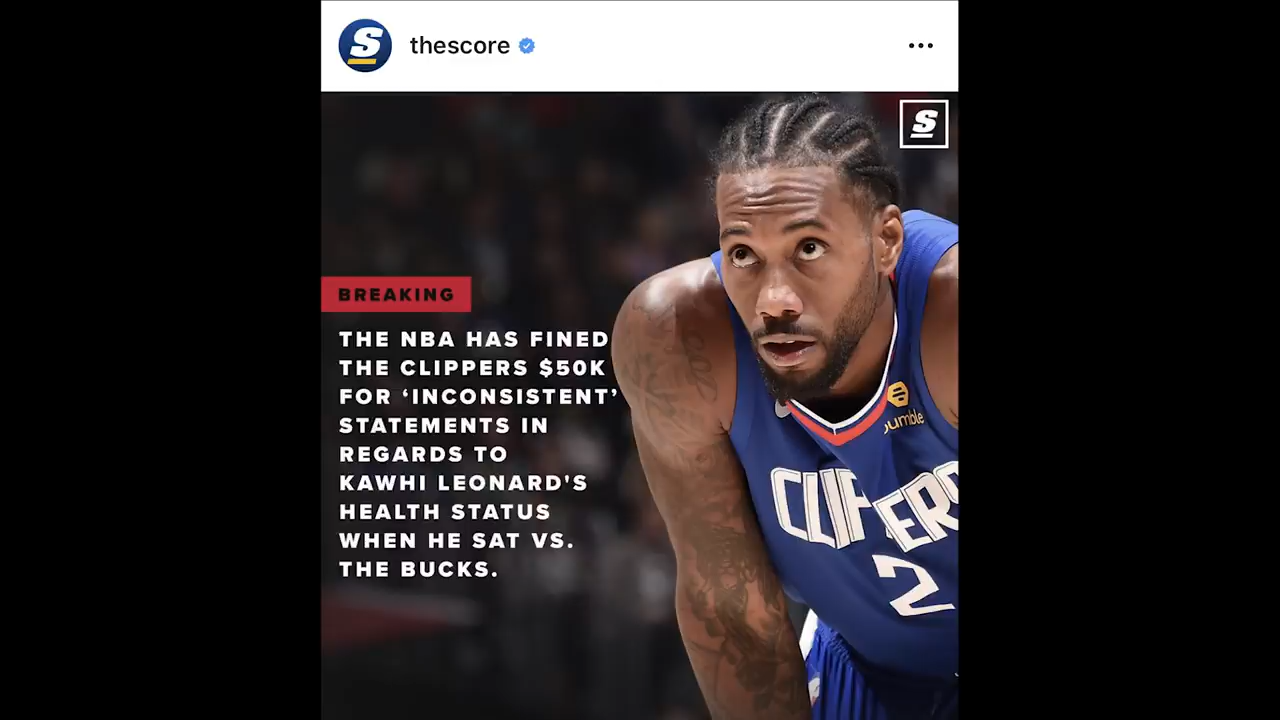 thescore
S
BREAKING
THE NBA HAS FINED
THE CLIPPERS $50K
FOR ‘INCONSISTENT’
STATEMENTS IN
REGARDS TO
KAWHI LEONARD'S
HEALTH STATUS
WHEN HE SAT VS.
THE BUCKS.
bumble
CLIPPERS
2